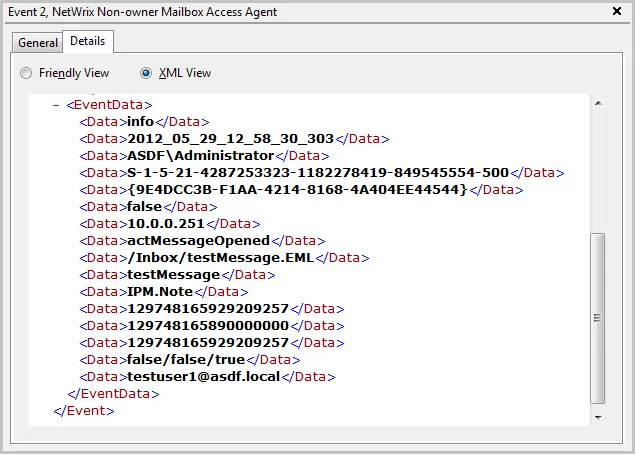 Event 2, NetWrix Non-owner Mailbox Access Agent
General Details
Friendly View XML View
- <EventData>
<Data>info</Data>
<Data>2012_05_29_12_58_30_303</Data>
<Data>ASDF\Administrator</Data>
<Data>S-1-5-21-4287253323-1182278419-849545554-500</Data>
<Data>{9E4DCC3B-F1AA-4214-8168-4A404EE44544}</Data>
<Data>false</Data>
<Data>10.0.0.251</Data>
<Data>actMessageOpened</Data>
<Data>/Inbox/testMessage.EML</Data>
<Data>testMessage</Data>
<Data>IPM.Note</Data>
<Data>129748165929209257</Data>
<Data>129748165890000000</Data>
<Data>129748165929209257</Data>
<Data>false/false/true</Data>
<Data>testuser1@asdf.local</Data>
</EventData>
</Event>